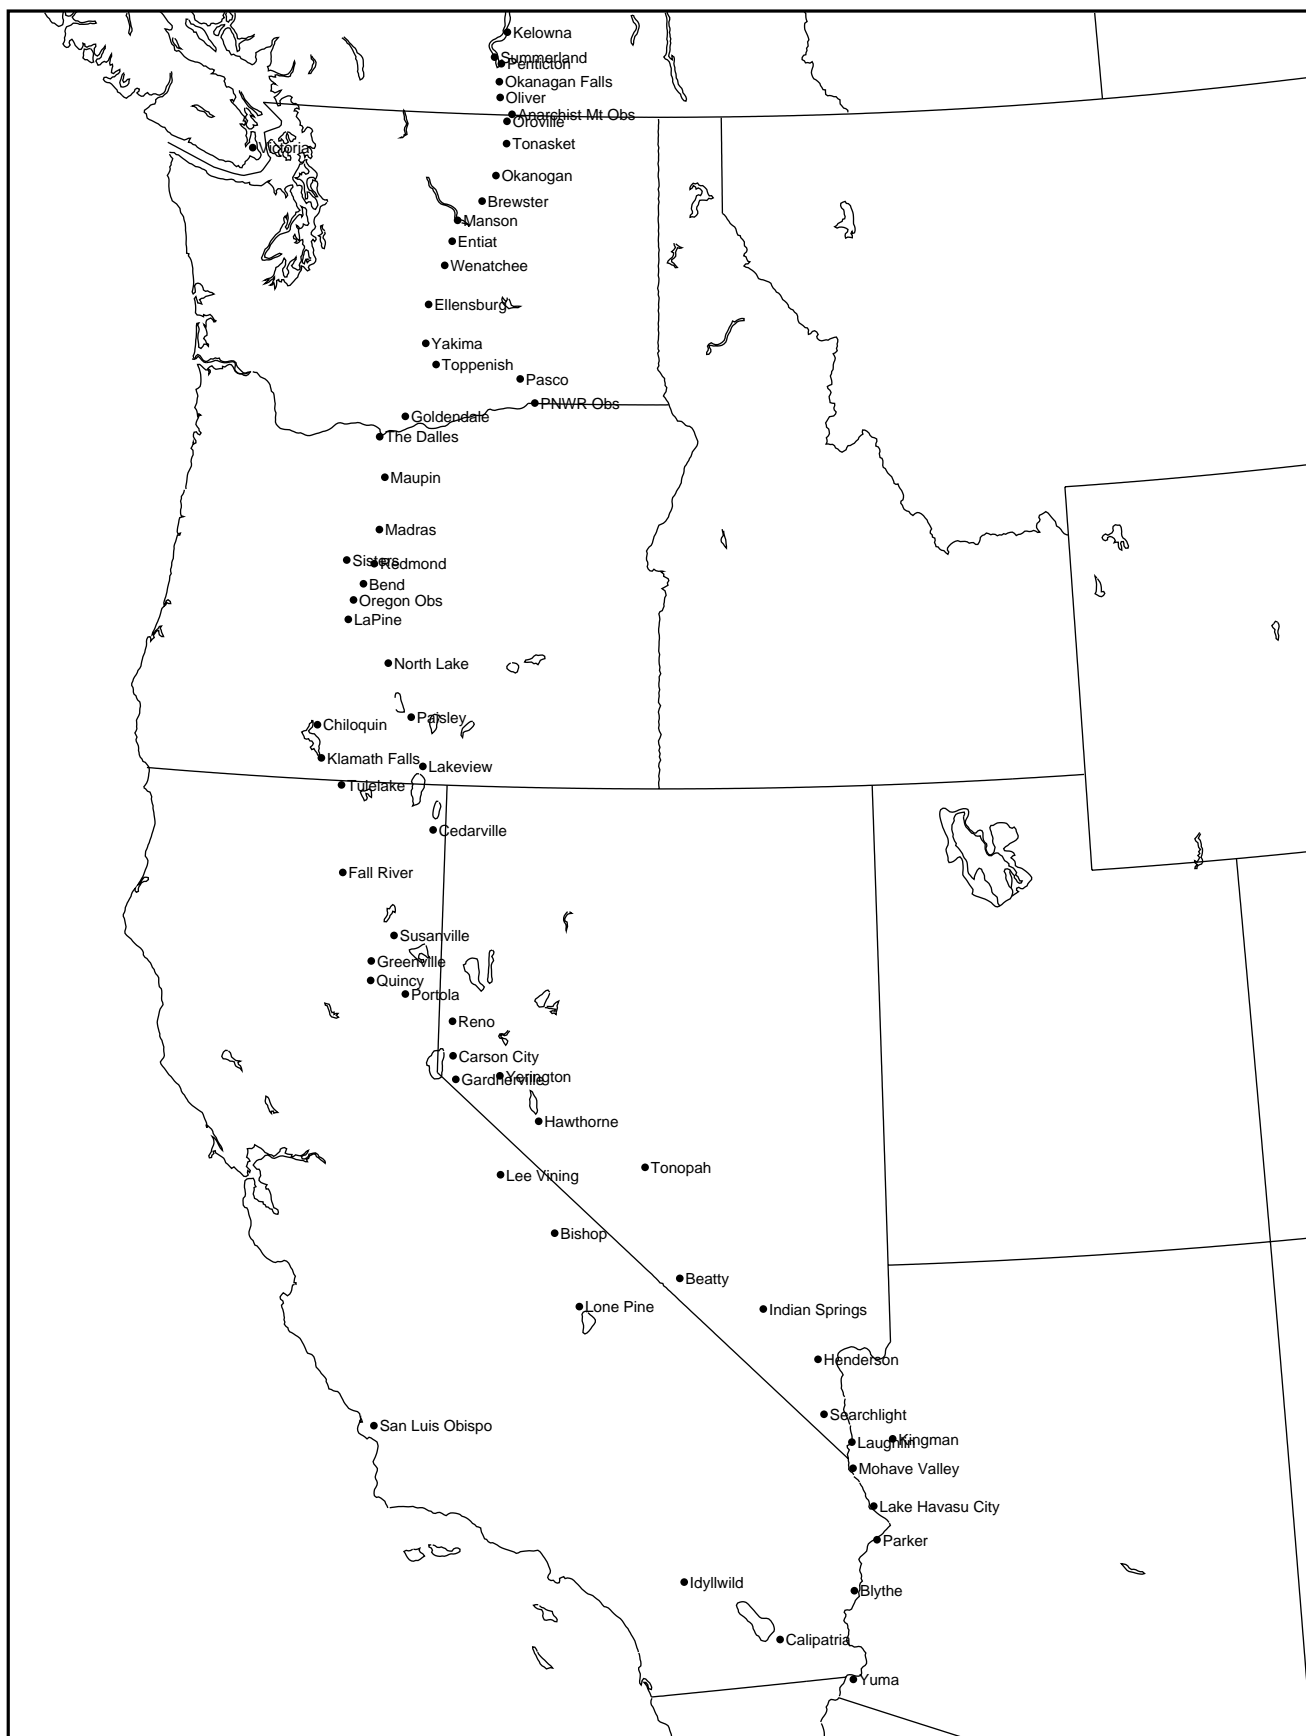 Kelowna
Summerland
Penticton
Okanagan Falls
Oliver
Anarchist Mt Obs
Oroville
Tonasket
Victoria
Okanogan
Brewster
Manson
Entiat
Wenatchee
Ellensburg
Yakima
Toppenish
Pasco
PNWR Obs
Goldendale
The Dalles
Maupin
Madras
Sisters
Redmond
Bend
Oregon Obs
LaPine
North Lake
Paisley
Chiloquin
Klamath Falls
Lakeview
Tulelake
Cedarville
Fall River
Susanville
Greenville
Quincy
Portola
Reno
Carson City
Yerington
Gardnerville
Hawthorne
Tonopah
Lee Vining
Bishop
Beatty
Lone Pine
Indian Springs
Henderson
Searchlight
San Luis Obispo
Kingman
Laughlin
Mohave Valley
Lake Havasu City
Parker
Idyllwild
Blythe
Calipatria
Yuma